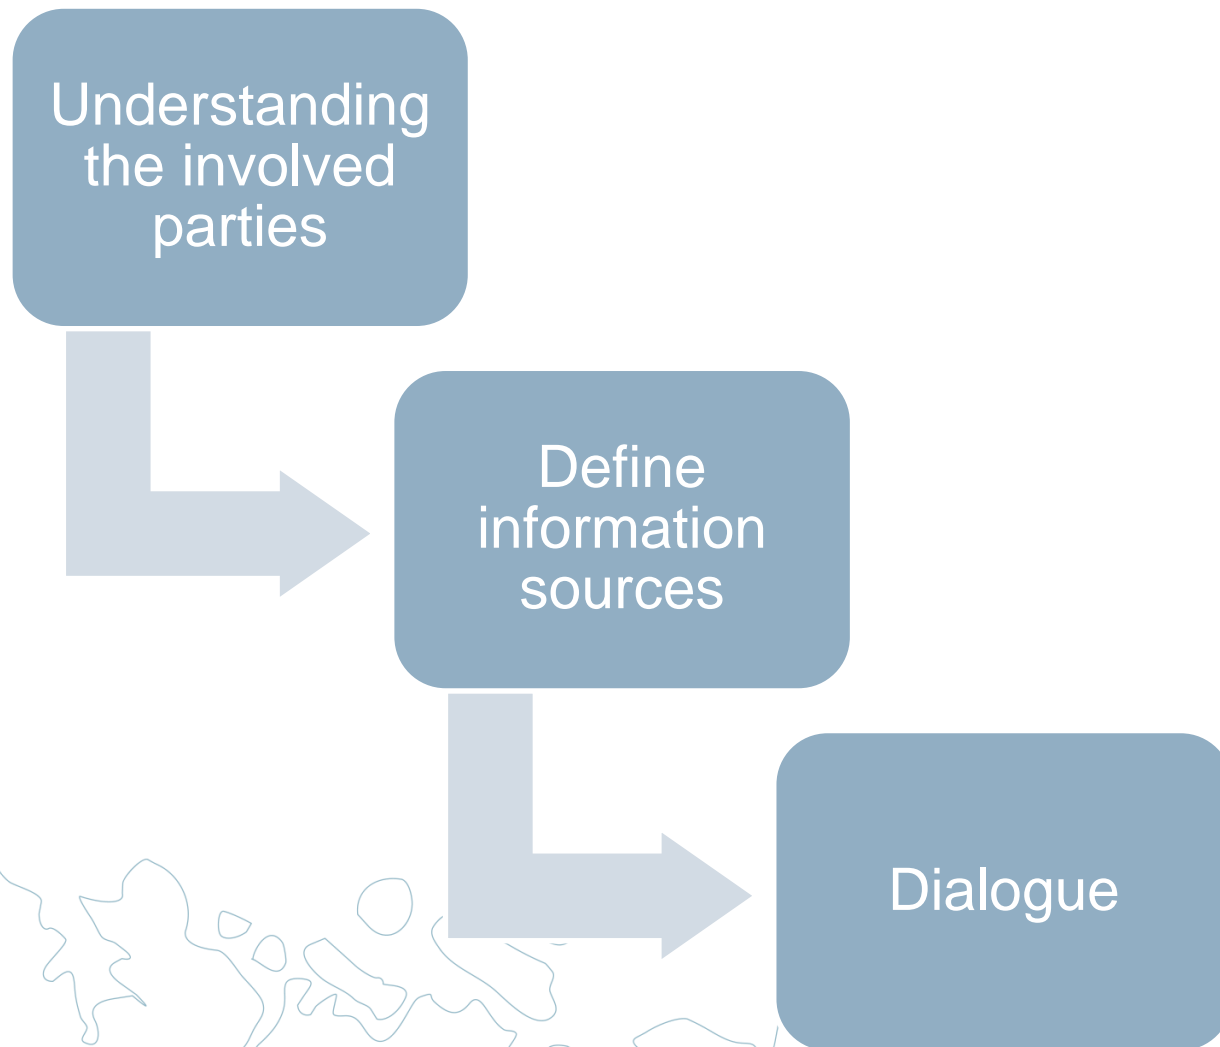 Understanding
the involved
parties
Define
information
sources
Dialogue